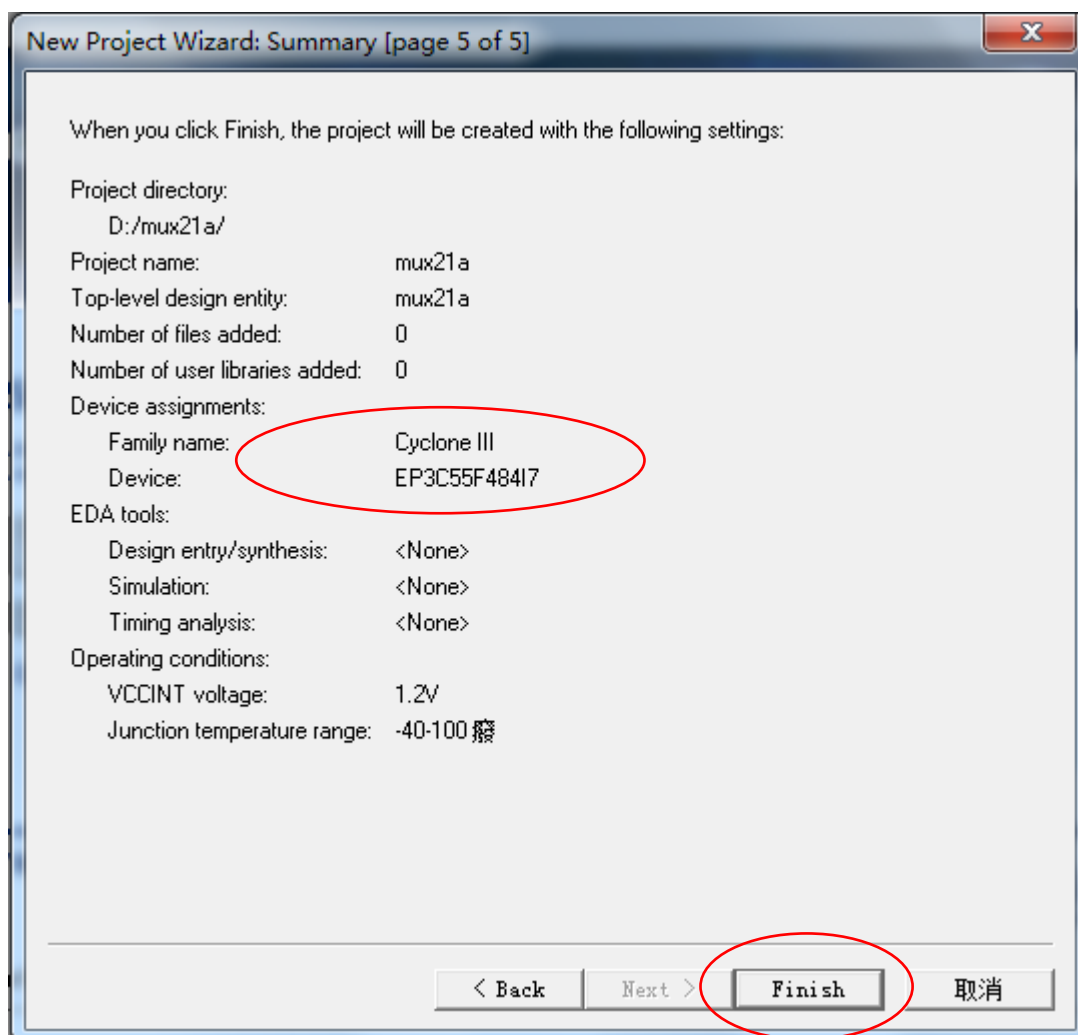 New Project Wizard: Summary [page 5 of 5]
When you click Finish, the project will be created with the following settings:
Project directory:
D:/mux21a/
Project name: mux21a
Top-level design entity: mux21a
Number of files added: 0
Number of user libraries added: 0
Device assignments:
Family name: Cyclone III
Device: EP3C55F484I7
EDA tools:
Design entry/synthesis: <None>
Simulation: <None>
Timing analysis: <None>
Operating conditions:
VCCINT voltage: 1.2V
Junction temperature range: -40-100 癈
< Back Next > Finish 取消